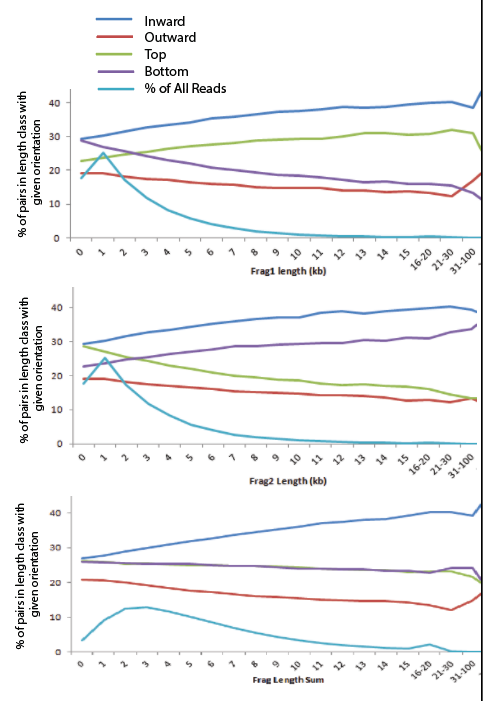 Inward
Outward
Top
Bottom
% of All Reads
% of pairs in length class with
given orientation
40
30
20
10
0
0 1 2 3 4 5 6 7 8 9 10 11 12 13 14 15 16-20 21-30 31-100
Frag1 length (kb)
% of pairs in length class with
given orientation
40
30
20
10
0
0 1 2 3 4 5 6 7 8 9 10 11 12 13 14 15 16-20 21-30 31-100
Frag2 Length (kb)
% of pairs in length class with
given orientation
40
30
20
10
0
0 1 2 3 4 5 6 7 8 9 10 11 12 13 14 15 16-20 21-30 31-100
Frag Length Sum